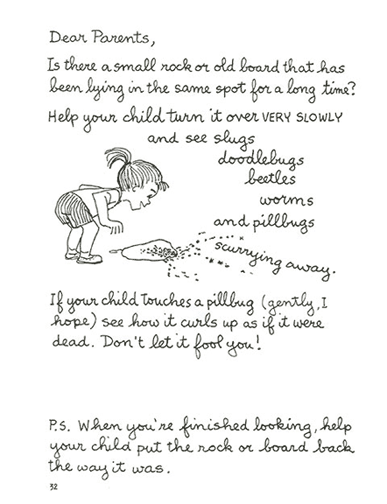 Dear Parents,
Is there a small rock or old board that has
been lying in the same spot for a long time?
Help your child turn it over VERY SLOWLY
and see slugs
doodlebugs
beetles
worms
and pillbugs
scurrying away.
If your child touches a pillbug (gently, I
hope) see how it curls up as if it were
dead. Don't let it fool you!
P.S. When you're finished looking, help
your child put the rock or board back
the way it was.
32